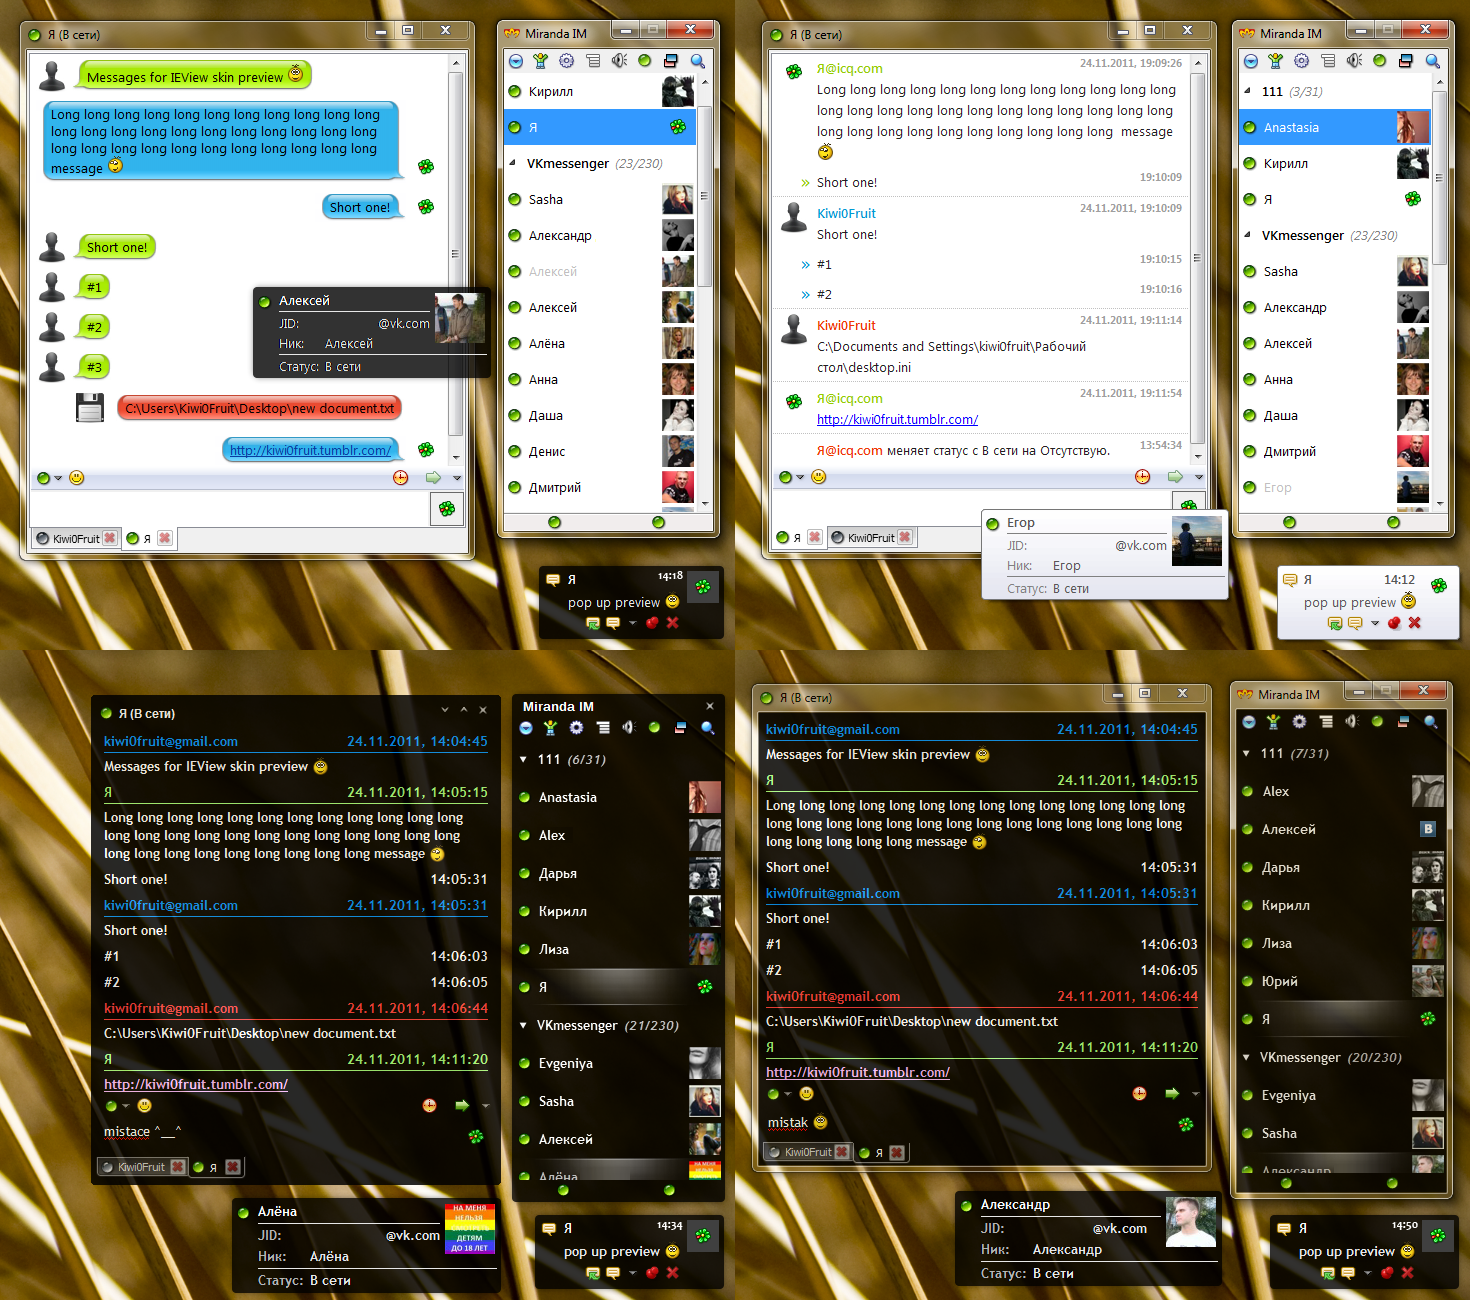 Я (В сети)
Messages for IEView skin preview
Long long long long long long long long long long long
long long long long long long long long long long long
long long long long long long long long long long long
message
Short one!
Short one!
#1
#2
#3
C:\Users\Kiwi0Fruit\Desktop\new document.txt
http://kiwi0fruit.tumblr.com/
Kiwi0Fruit
Я
Алексей
JID: @vk.com
Ник: Алексей
Статус: В сети
Miranda IM
Кирилл
Я
VKmessenger (23/230)
Sasha
Александр
Алексей
Алексей
Алёна
Анна
Даша
Денис
Дмитрий
Я 14:18
pop up preview
Я (В сети)
Я@icq.com 24.11.2011, 19:09:26
Long long long long long long long long long long long long
long long long long long long long long long long long long
long long long long long long long long long long message
Short one! 19:10:09
Kiwi0Fruit 24.11.2011, 19:10:09
Short one!
#1 19:10:15
#2 19:10:16
Kiwi0Fruit 24.11.2011, 19:11:14
C:\Documents and Settings\kiwi0fruit\Рабочий
стол\desktop.ini
Я@icq.com 24.11.2011, 19:11:54
http://kiwi0fruit.tumblr.com/
Я@icq.com меняет статус с В сети на Отсутствую. 13:54:34
Я
Kiwi0Fruit
Егор
JID: @vk.com
Ник: Егор
Статус: В сети
Miranda IM
111 (3/31)
Anastasia
Кирилл
Я
VKmessenger (23/230)
Sasha
Александр
Алексей
Анна
Даша
Дмитрий
Егор
Я 14:12
pop up preview
Я (В сети)
kiwi0fruit@gmail.com 24.11.2011, 14:04:45
Messages for IEView skin preview
Я 24.11.2011, 14:05:15
Long long long long long long long long long long long long
long long long long long long long long long long long long
long long long long long long long long long message
Short one! 14:05:31
kiwi0fruit@gmail.com 24.11.2011, 14:05:31
Short one!
#1 14:06:03
#2 14:06:05
kiwi0fruit@gmail.com 24.11.2011, 14:06:44
C:\Users\Kiwi0Fruit\Desktop\new document.txt
Я 24.11.2011, 14:11:20
http://kiwi0fruit.tumblr.com/
mistace ^__^
Kiwi0Fruit
Я
Miranda IM
111 (6/31)
Anastasia
Alex
Дарья
Кирилл
Лиза
Я
VKmessenger (21/230)
Evgeniya
Sasha
Алексей
Алёна
Алёна
JID: @vk.com
Ник: Алёна
Статус: В сети
НА МЕНЯ
НЕЛЬЗЯ
СМОТРЕТЬ
ДЕТЯМ
ДО 18 ЛЕТ
Я 14:34
pop up preview
Я (В сети)
kiwi0fruit@gmail.com 24.11.2011, 14:04:45
Messages for IEView skin preview
Я 24.11.2011, 14:05:15
Long long long long long long long long long long long long long long
long long long long long long long long long long long long long long
long long long long long message
Short one! 14:05:31
kiwi0fruit@gmail.com 24.11.2011, 14:05:31
Short one!
#1 14:06:03
#2 14:06:05
kiwi0fruit@gmail.com 24.11.2011, 14:06:44
C:\Users\Kiwi0Fruit\Desktop\new document.txt
Я 24.11.2011, 14:11:20
http://kiwi0fruit.tumblr.com/
mistak
Kiwi0Fruit
Я
Miranda IM
111 (7/31)
Alex
Алексей
В
Дарья
Кирилл
Лиза
Юрий
Я
VKmessenger (20/230)
Evgeniya
Sasha
Александр
Александр
JID: @vk.com
Ник: Александр
Статус: В сети
Я 14:50
pop up preview